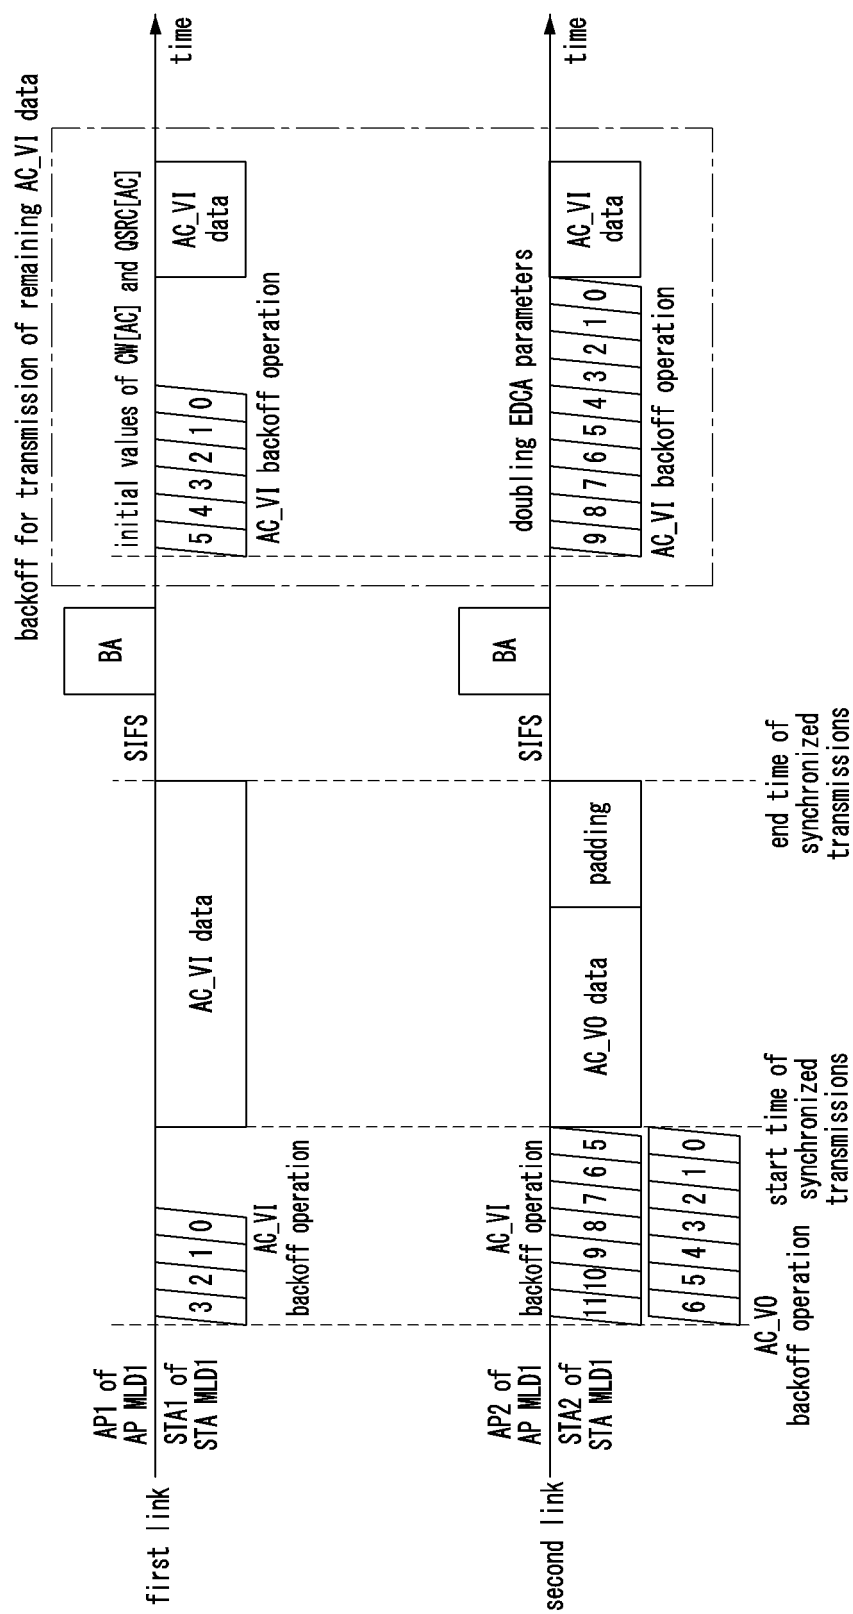 backoff for transmission of remaining AC_VI data
first link
AP1 of
AP MLD1
STA1 of
STA MLD1
3 2 1 0
AC_VI
backoff operation
AC_VI data
SIFS
BA
initial values of CW[AC] and QSRC[AC]
5 4 3 2 1 0
AC_VI backoff operation
AC_VI
data
time
second link
AP2 of
AP MLD1
STA2 of
STA MLD1
AC_VI
backoff operation
11 10 9 8 7 6 5
6 5 4 3 2 1 0
AC_VO
backoff operation
AC_VO data
padding
SIFS
BA
doubling EDCA parameters
9 8 7 6 5 4 3 2 1 0
AC_VI backoff operation
AC_VI
data
time
start time of
synchronized
transmissions
end time of
synchronized
transmissions